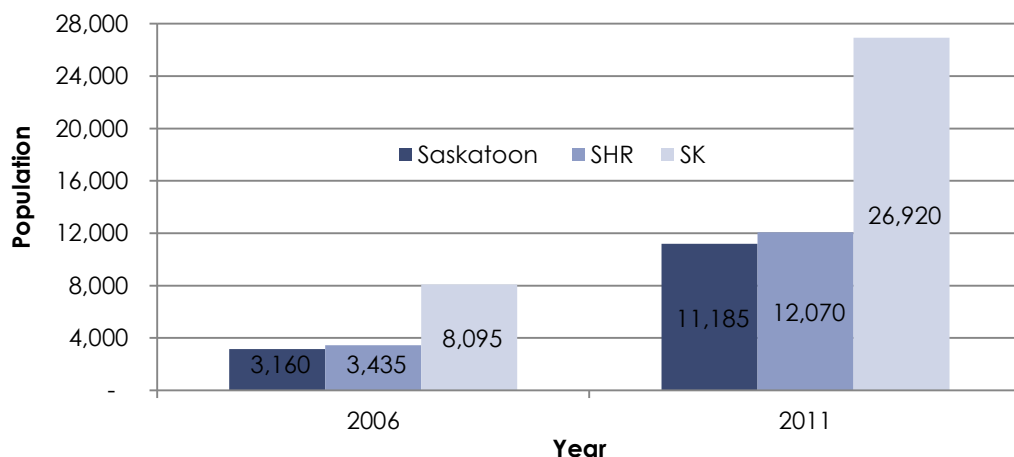 28,000
24,000
20,000
16,000
12,000
8,000
4,000
-
Population
Saskatoon SHR SK
3,160 3,435 8,095 11,185 12,070 26,920
2006 2011
Year